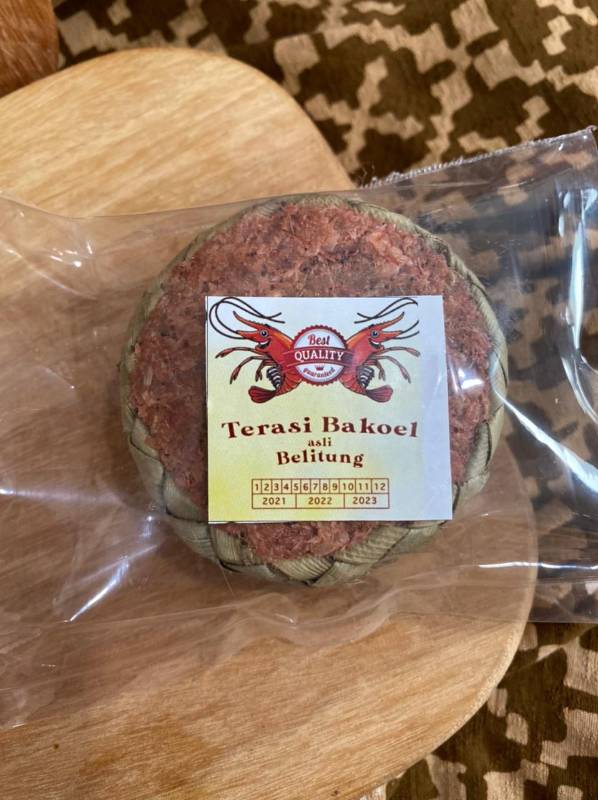 Best
QUALITY
guaranteed
Terasi Bakoel
asli
Belitung
1 2 3 4 5 6 7 8 9 10 11 12
2021 2022 2023